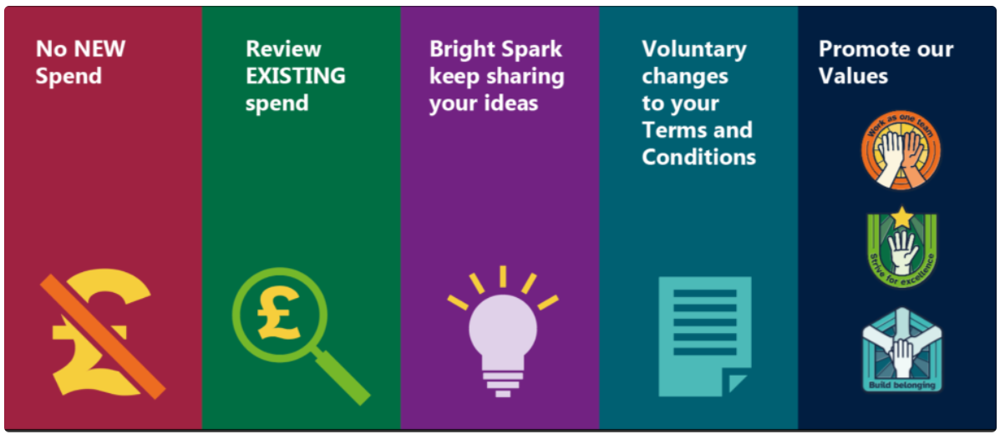 No NEW
Spend
Review
EXISTING
spend
Bright Spark
keep sharing
your ideas
Voluntary
changes
to your
Terms and
Conditions
Promote our
Values
Work as one team
Strive for excellence
Build belonging